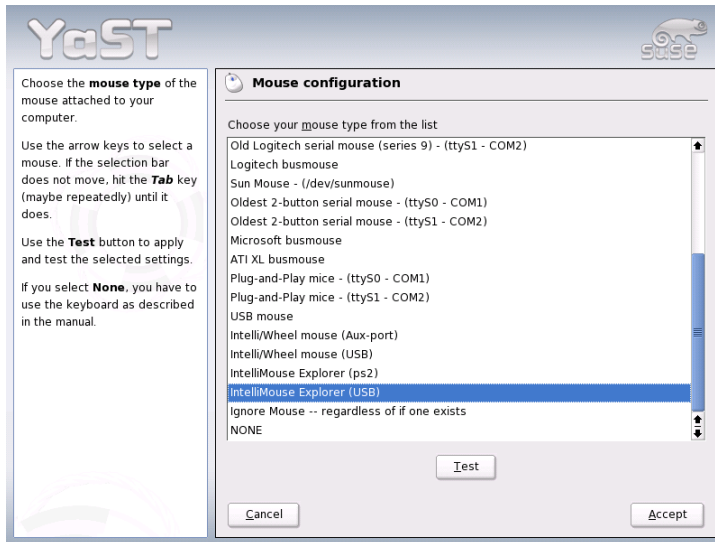 YaST
SUSE
Choose the mouse type of the
mouse attached to your
computer.
Use the arrow keys to select a
mouse. If the selection bar
does not move, hit the Tab key
(maybe repeatedly) until it
does.
Use the Test button to apply
and test the selected settings.
If you select None, you have to
use the keyboard as described
in the manual.
Mouse configuration
Choose your mouse type from the list
Old Logitech serial mouse (series 9) - (ttyS1 - COM2)
Logitech busmouse
Sun Mouse - (/dev/sunmouse)
Oldest 2-button serial mouse - (ttyS0 - COM1)
Oldest 2-button serial mouse - (ttyS1 - COM2)
Microsoft busmouse
ATI XL busmouse
Plug-and-Play mice - (ttyS0 - COM1)
Plug-and-Play mice - (ttyS1 - COM2)
USB mouse
Intelli/Wheel mouse (Aux-port)
Intelli/Wheel mouse (USB)
IntelliMouse Explorer (ps2)
IntelliMouse Explorer (USB)
Ignore Mouse -- regardless of if one exists
NONE
Test
Cancel
Accept